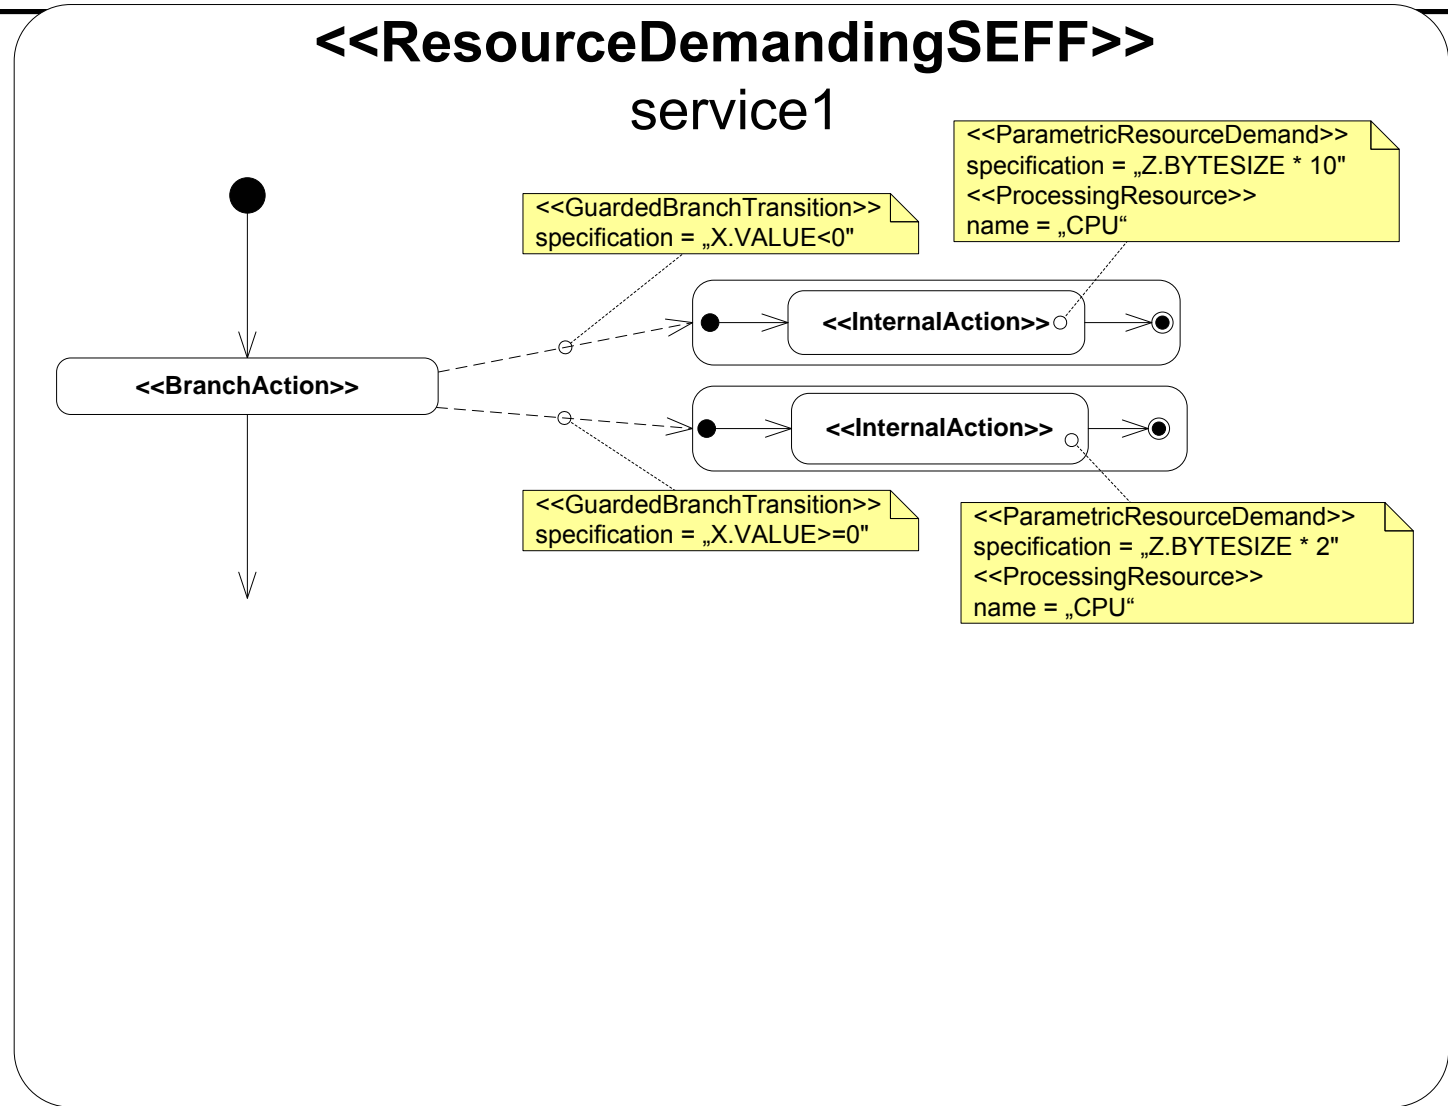 <<ResourceDemandingSEFF>>
service1
<<ParametricResourceDemand>>
specification = „Z.BYTESIZE * 10"
<<ProcessingResource>>
name = „CPU“
<<GuardedBranchTransition>>
specification = „X.VALUE<0"
<<InternalAction>>
<<BranchAction>>
<<InternalAction>>
<<GuardedBranchTransition>>
specification = „X.VALUE>=0"
<<ParametricResourceDemand>>
specification = „Z.BYTESIZE * 2"
<<ProcessingResource>>
name = „CPU“